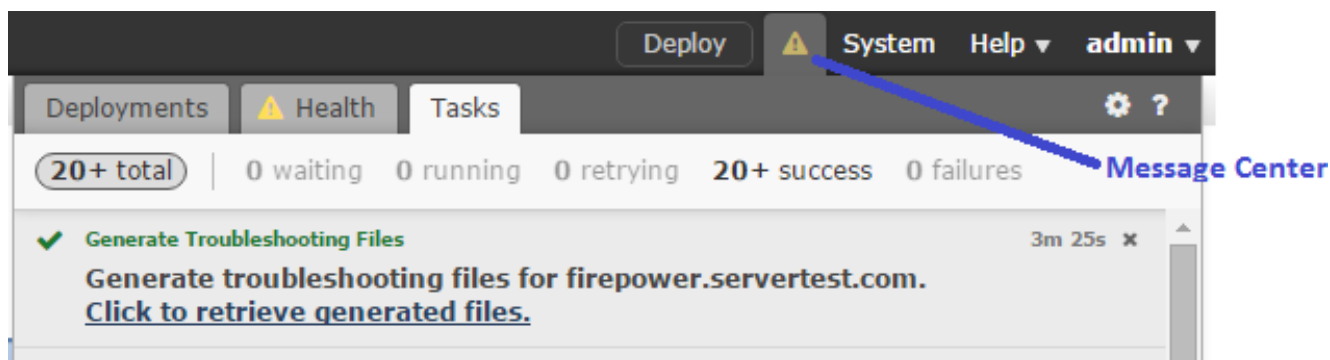 Deploy System Help admin
Deployments Health Tasks ?
20+ total 0 waiting 0 running 0 retrying 20+ success 0 failures
Message Center
Generate Troubleshooting Files 3m 25s
Generate troubleshooting files for firepower.servertest.com.
Click to retrieve generated files.